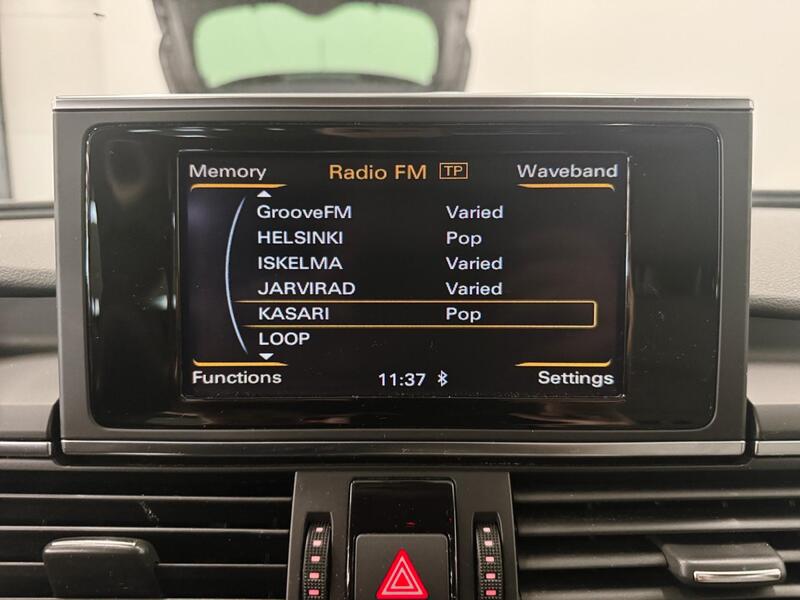 Memory Radio FM TP Waveband
GrooveFM Varied
HELSINKI Pop
ISKELMA Varied
JARVIRAD Varied
KASARI Pop
LOOP
Functions 11:37 Settings